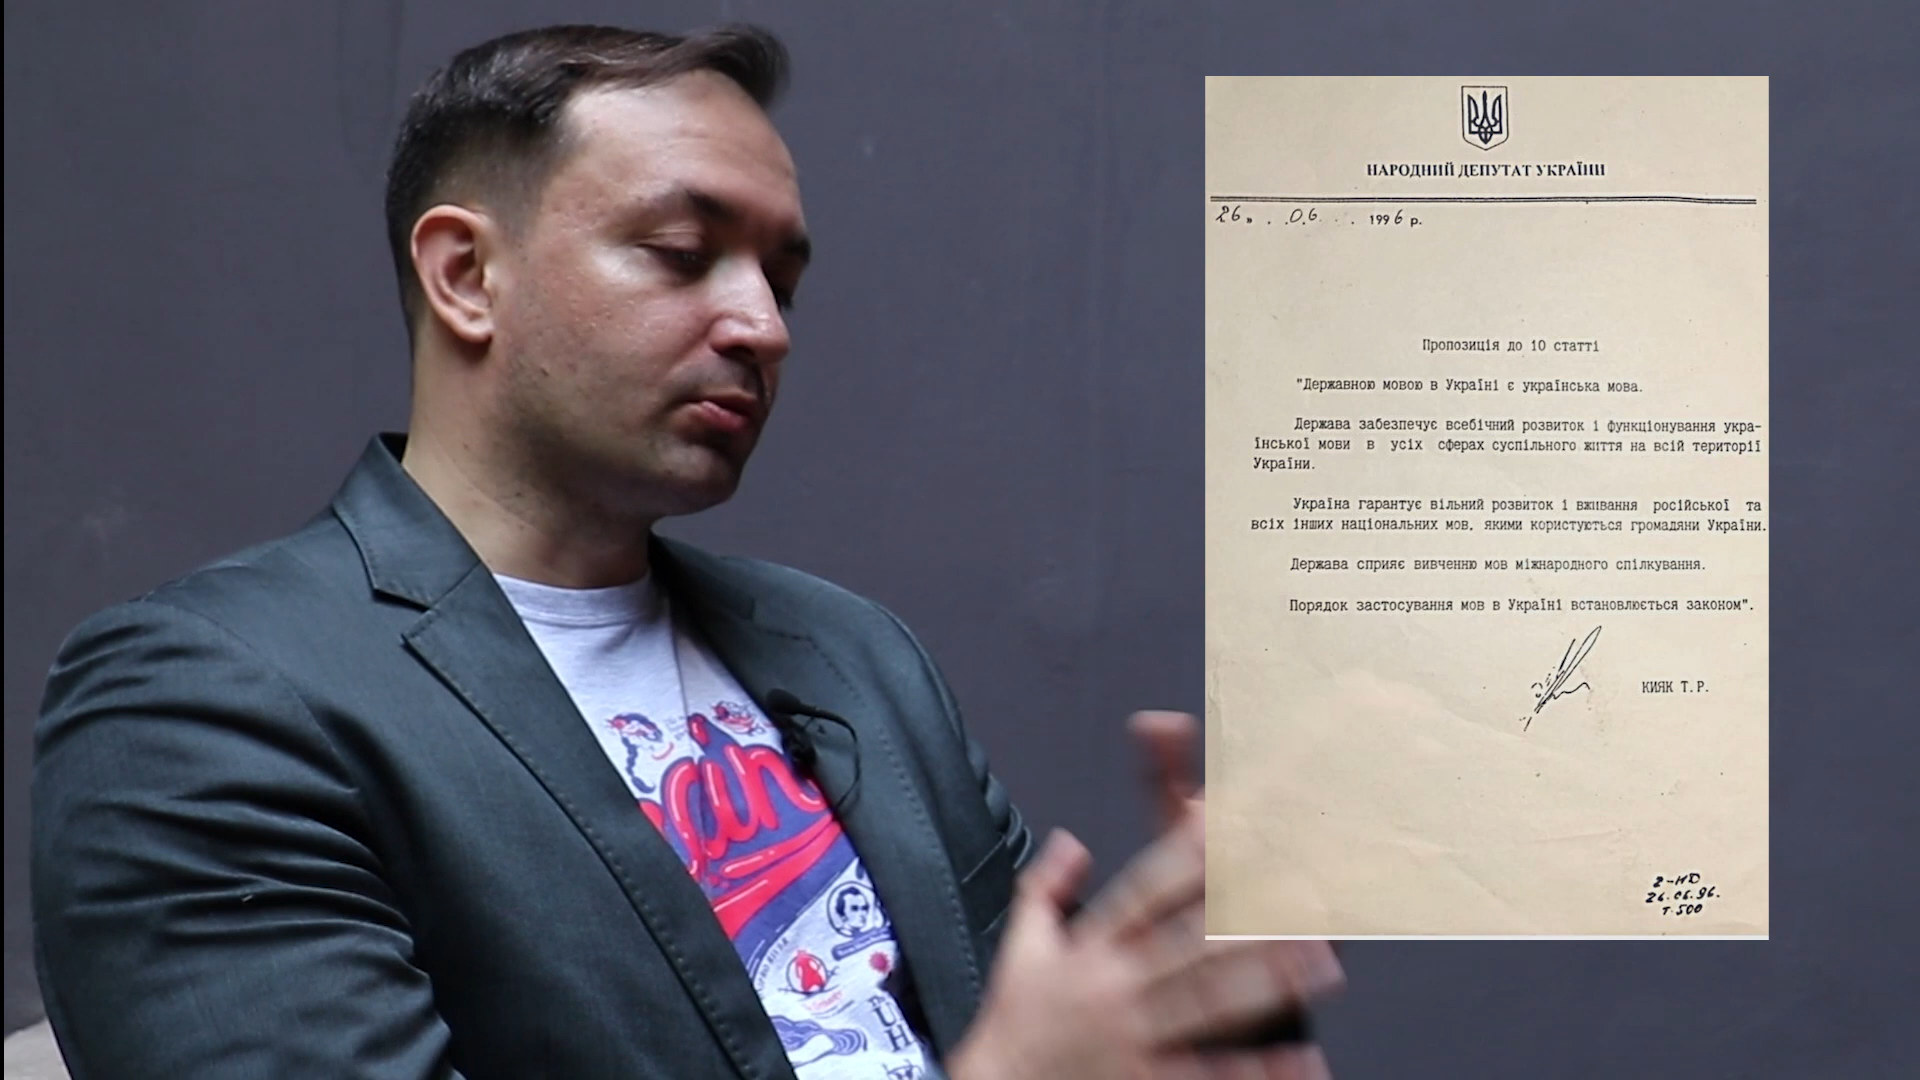 НАРОДНИЙ ДЕПУТАТ УКРАЇНИ
26 " . . 06 . . . 1996 р.
Пропозиція до 10 статті
"Державною мовою в Україні є українська мова.
Держава забезпечує всебічний розвиток і функціонування укра-
їнської мови в усіх сферах суспільного життя на всій території
України.
Україна гарантує вільний розвиток і вживання російської та
всіх інших національних мов, якими користуються громадяни України.
Держава сприяє вивченню мов міжнародного спілкування.
Порядок застосування мов в Україні встановлюється законом".
КИЯК Т.Р.
2-НД
26.06.96.
т.500